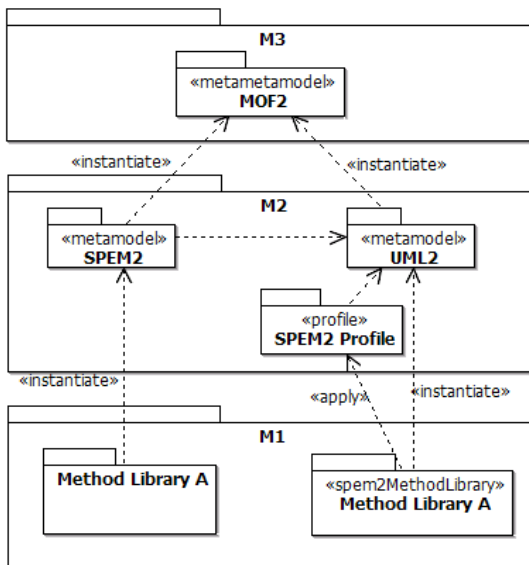 M3
«metametamodel»
MOF2
«instantiate»
«instantiate»
M2
«metamodel»
SPEM2
«metamodel»
UML2
«profile»
SPEM2 Profile
«instantiate»
«apply»
«instantiate»
M1
Method Library A
«spem2MethodLibrary»
Method Library A